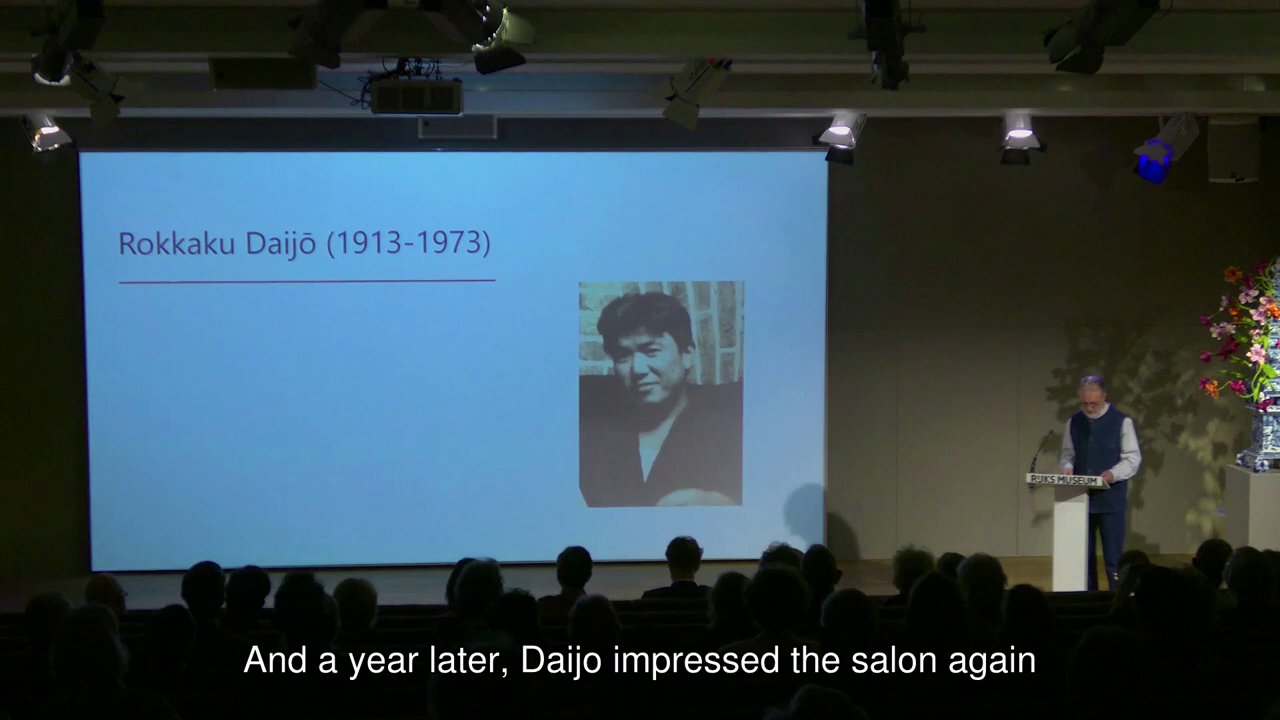 Rokkaku Daijō (1913-1973)
RIJKS MUSEUM
And a year later, Daijo impressed the salon again